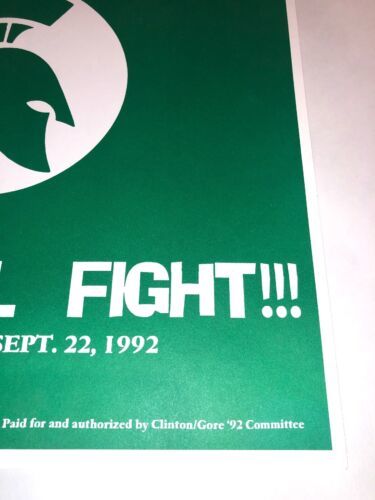 L FIGHT!!!
SEPT. 22, 1992
Paid for and authorized by Clinton/Gore '92 Committee